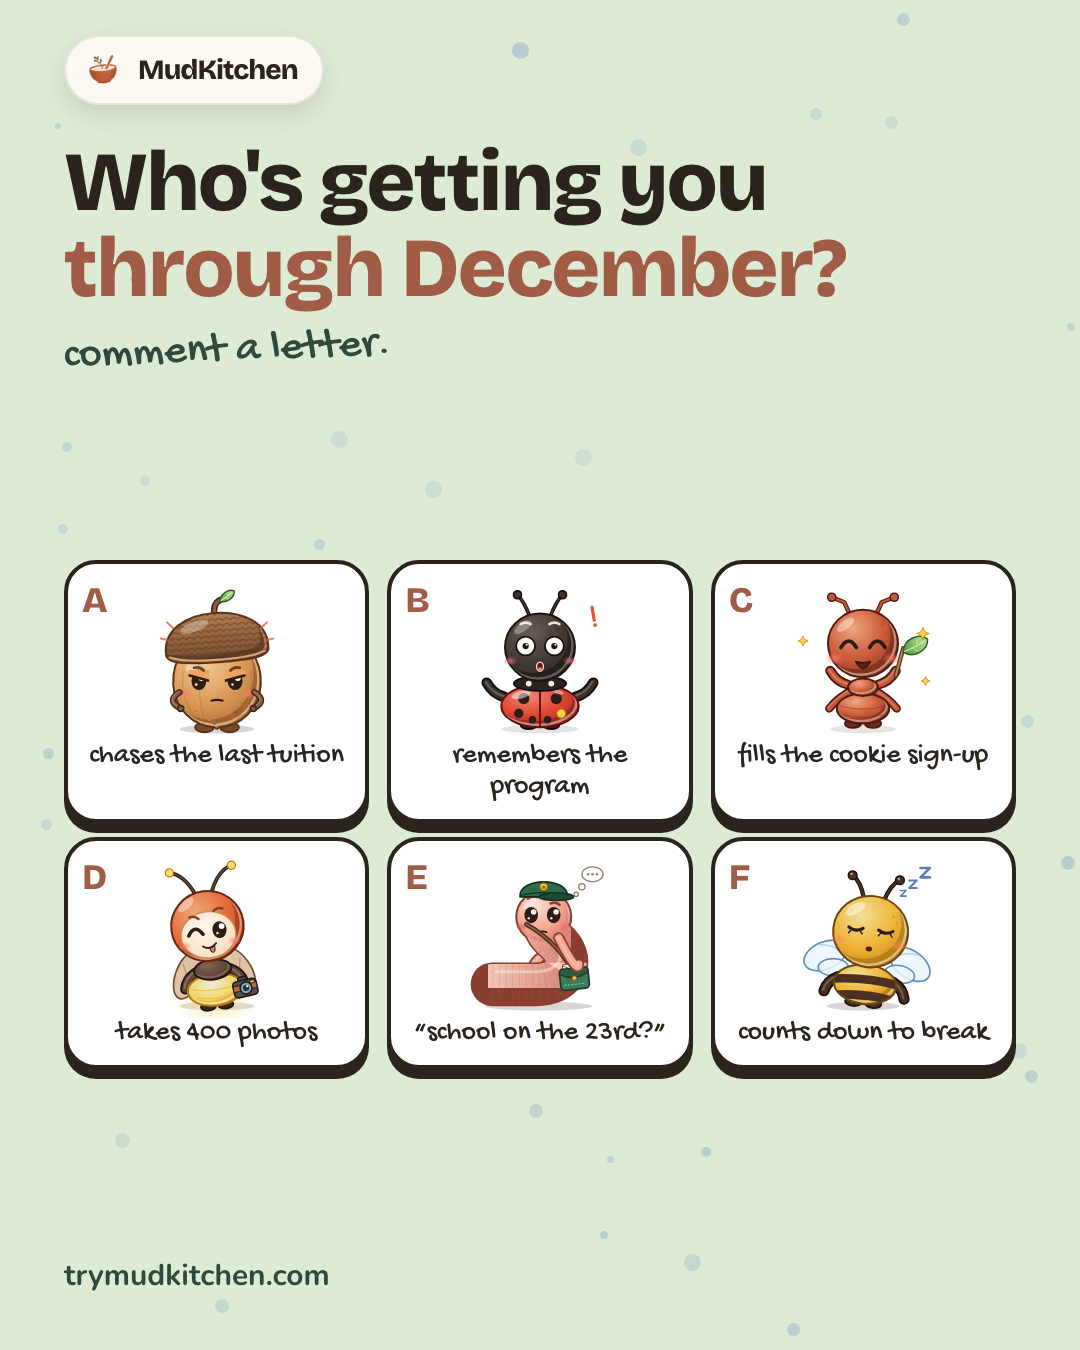 MudKitchen
Who's getting you
through December?
comment a letter.
A
chases the last tuition
B
!
remembers the
program
C
fills the cookie sign-up
D
takes 400 photos
E
“school on the 23rd?”
F
z z z
counts down to break
trymudkitchen.com